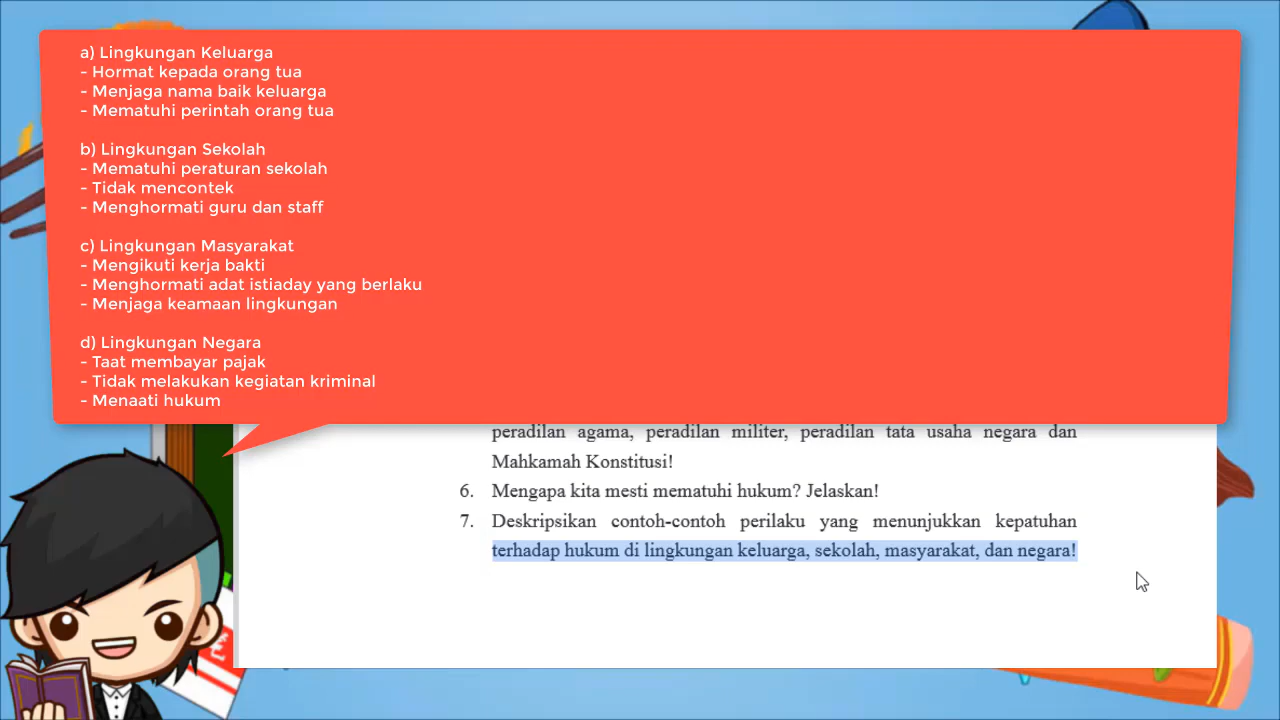 a) Lingkungan Keluarga
- Hormat kepada orang tua
- Menjaga nama baik keluarga
- Mematuhi perintah orang tua
b) Lingkungan Sekolah
- Mematuhi peraturan sekolah
- Tidak mencontek
- Menghormati guru dan staff
c) Lingkungan Masyarakat
- Mengikuti kerja bakti
- Menghormati adat istiaday yang berlaku
- Menjaga keamaan lingkungan
d) Lingkungan Negara
- Taat membayar pajak
- Tidak melakukan kegiatan kriminal
- Menaati hukum
peradilan agama, peradilan militer, peradilan tata usaha negara dan
Mahkamah Konstitusi!
6. Mengapa kita mesti mematuhi hukum? Jelaskan!
7. Deskripsikan contoh-contoh perilaku yang menunjukkan kepatuhan
terhadap hukum di lingkungan keluarga, sekolah, masyarakat, dan negara!